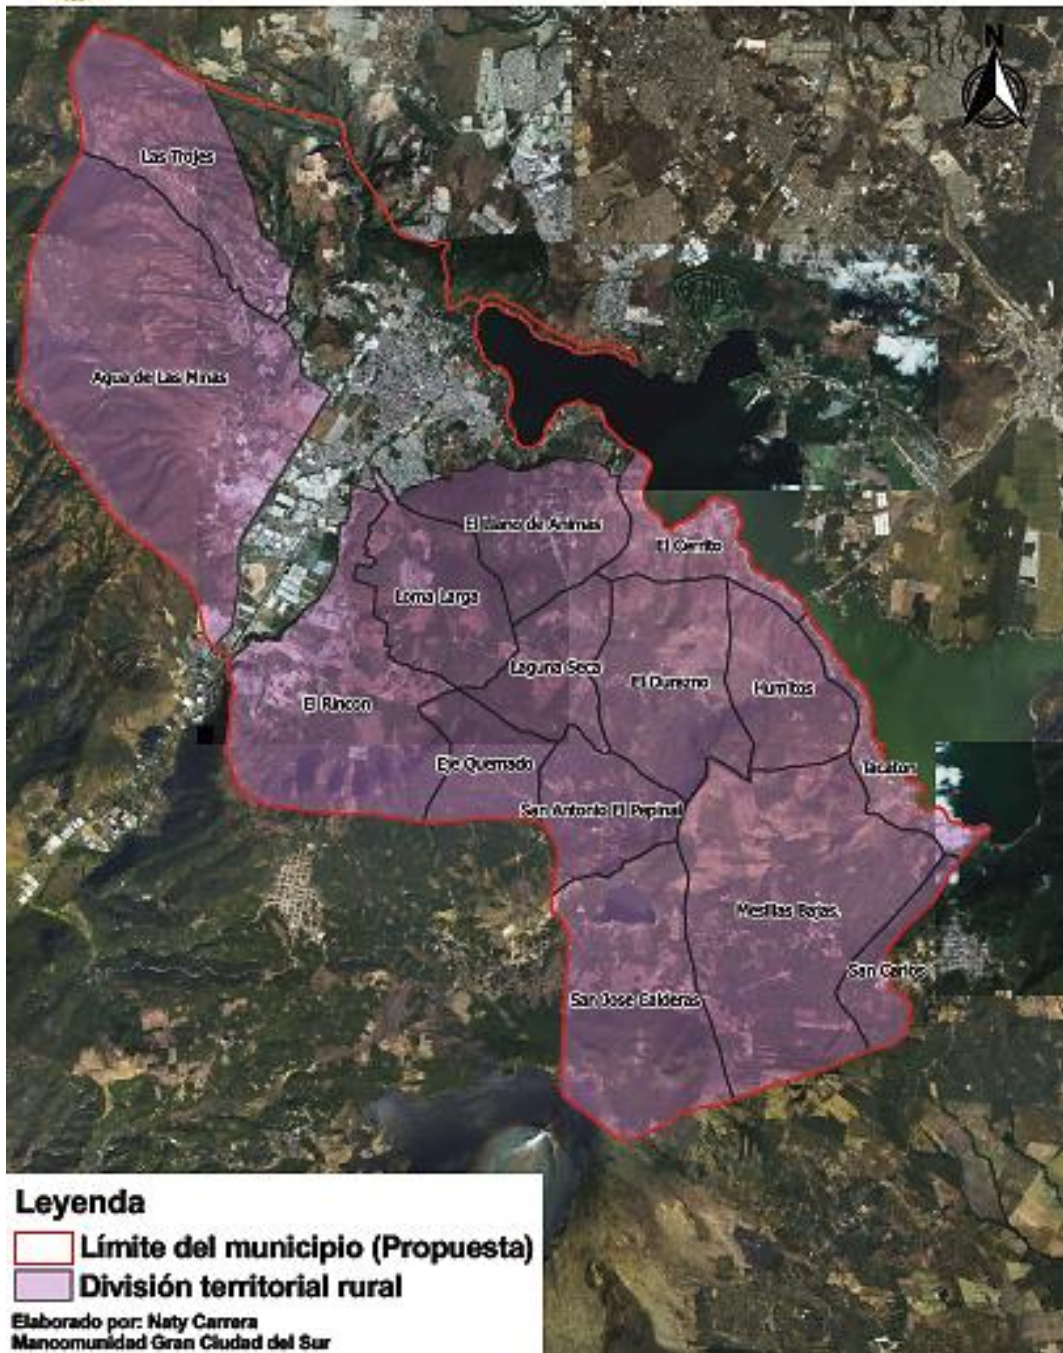 N
Las Trojes
Agua de Las Minas
El Llano de Animas
El Cerrito
Loma Larga
Laguna Seca
El Durazno
Humitos
El Rincon
Eje Quemado
Tacaton
San Antonio El Pepinal
Mesillas Bajas.
San Carlos
San Jose Calderas
Leyenda
Límite del municipio (Propuesta)
División territorial rural
Elaborado por: Naty Carrera
Mancomunidad Gran Ciudad del Sur